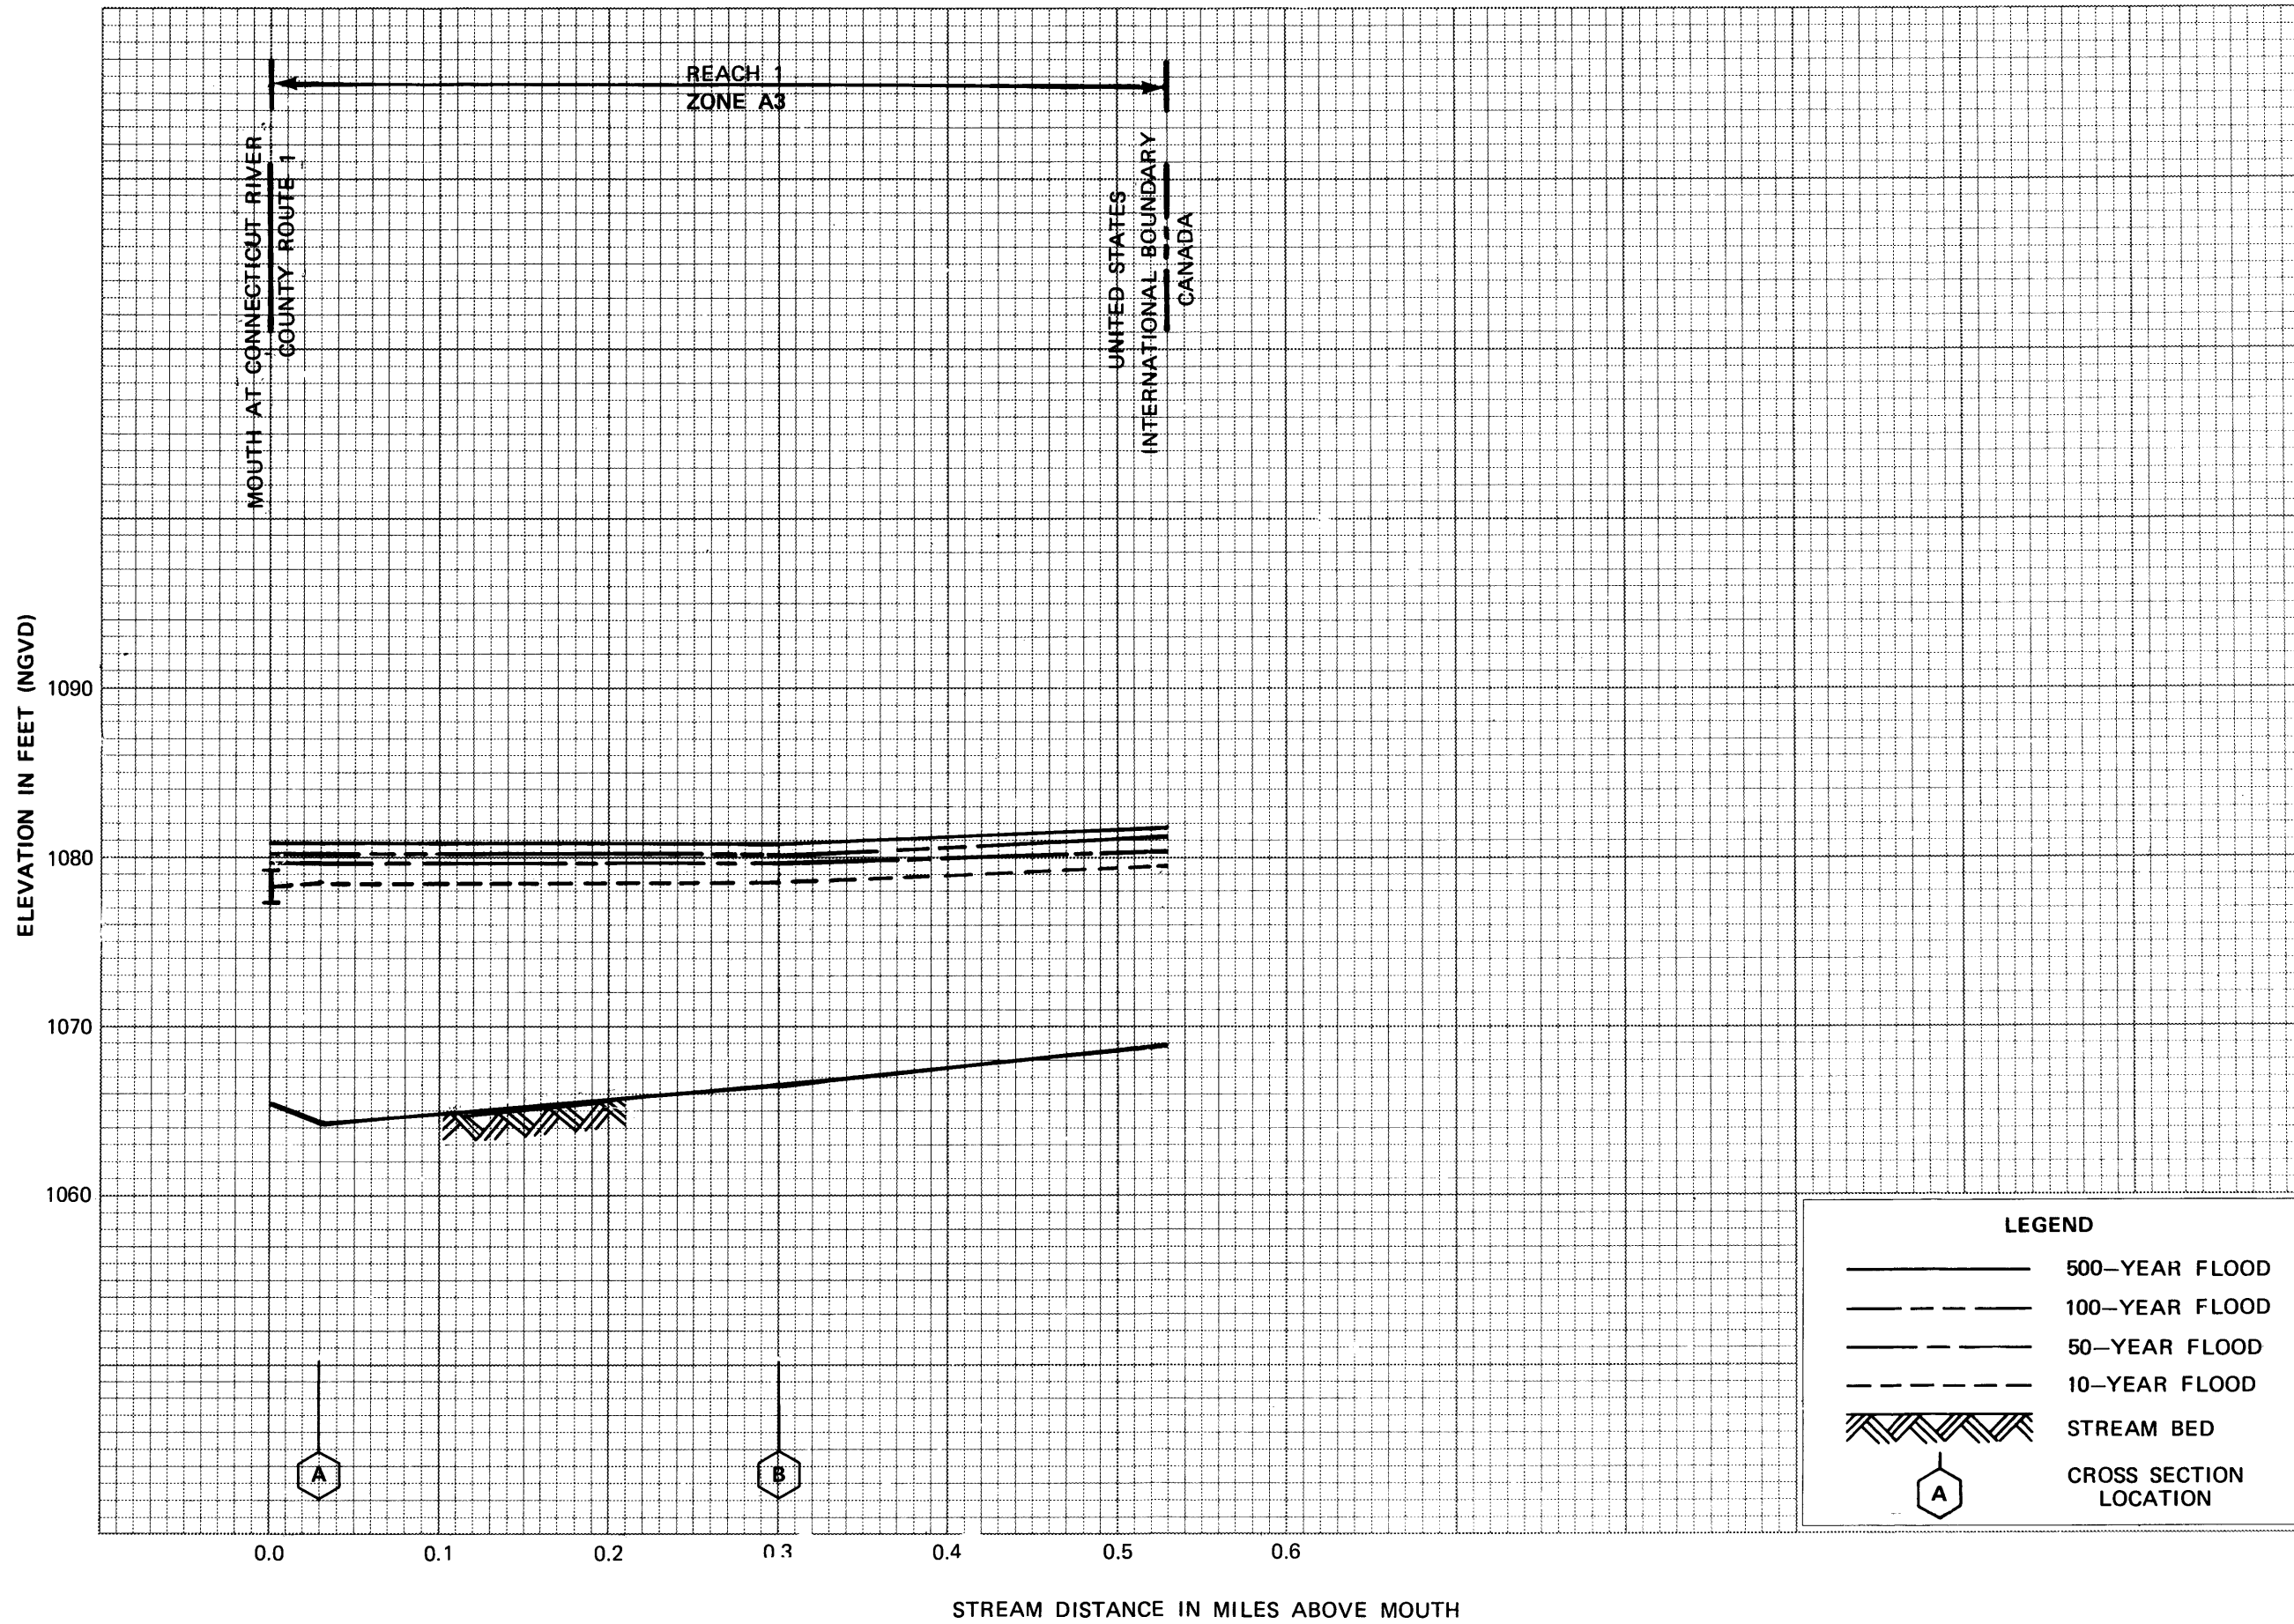 REACH 1
ZONE A3
MOUTH AT CONNECTICUT RIVER
COUNTY ROUTE 1
UNITED STATES
INTERNATIONAL BOUNDARY
CANADA
ELEVATION IN FEET (NGVD)
1090
1080
1070
1060
A
B
0.0
0.1
0.2
0.3
0.4
0.5
0.6
STREAM DISTANCE IN MILES ABOVE MOUTH
LEGEND
500–YEAR FLOOD
100–YEAR FLOOD
50–YEAR FLOOD
10–YEAR FLOOD
STREAM BED
A
CROSS SECTION
LOCATION